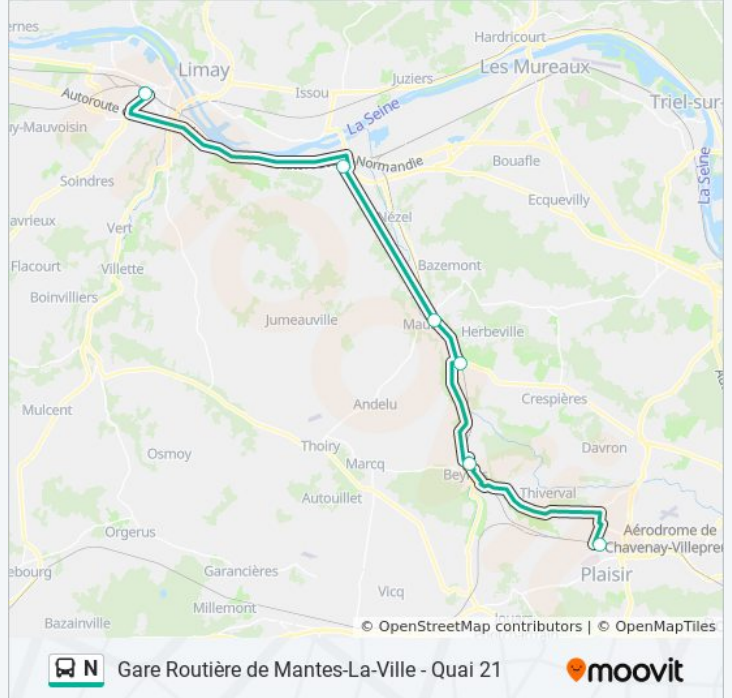 ernes
Hardricourt
Limay
Les Mureaux
Juziers
Issou
Autoroute
Triel-sur-
La Seine
uy-Mauvoisin
Normandie
Bouafle
La Seine
Soindres
Ecquevilly
avrieux
Vert
Nézel
Flacourt
Villette
Bazemont
Boinvilliers
Jumeauville
Mau
Herbeville
Mulcent
Andelu
Crespières
Thoiry
Davron
Osmoy
Marcq
Bey
Autouillet
Thiverval
Orgerus
Aérodrome de
Chavenay-Villepreu
ebourg
Garancières
Plaisir
Vicq
Millemont
Bazainville
© OpenStreetMap contributors | © OpenMapTiles
N Gare Routière de Mantes-La-Ville - Quai 21 moovit